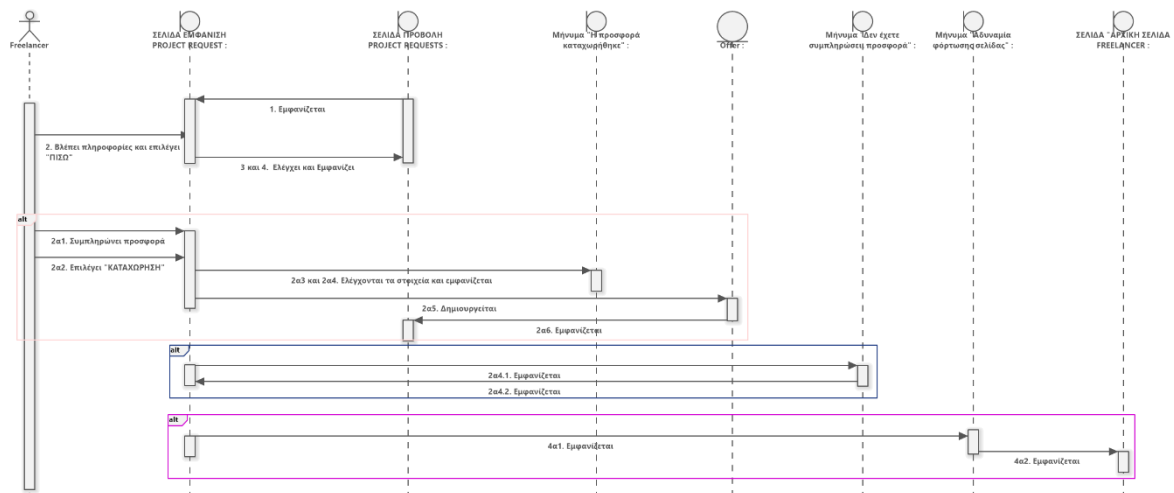 Freelancer
ΣΕΛΙΔΑ ΕΜΦΑΝΙΣΗ
PROJECT REQUEST :
ΣΕΛΙΔΑ ΠΡΟΒΟΛΗ
PROJECT REQUESTS :
Μήνυμα "Η προσφορά
καταχωρήθηκε" :
Offer :
Μήνυμα "Δεν έχετε
συμπληρώσει προσφορά" :
Μήνυμα "Αδυναμία
φόρτωσης σελίδας" :
ΣΕΛΙΔΑ "ΑΡΧΙΚΗ ΣΕΛΙΔΑ
FREELANCER :
1. Εμφανίζεται
2. Βλέπει πληροφορίες και επιλέγει
"ΠΙΣΩ"
3 και 4. Ελέγχει και Εμφανίζει
alt
2α1. Συμπληρώνει προσφορά
2α2. Επιλέγει "ΚΑΤΑΧΩΡΗΣΗ"
2α3 και 2α4. Ελέγχονται τα στοιχεία και εμφανίζεται
2α5. Δημιουργείται
2α6. Εμφανίζεται
alt
2α4.1. Εμφανίζεται
2α4.2. Εμφανίζεται
alt
4α1. Εμφανίζεται
4α2. Εμφανίζεται